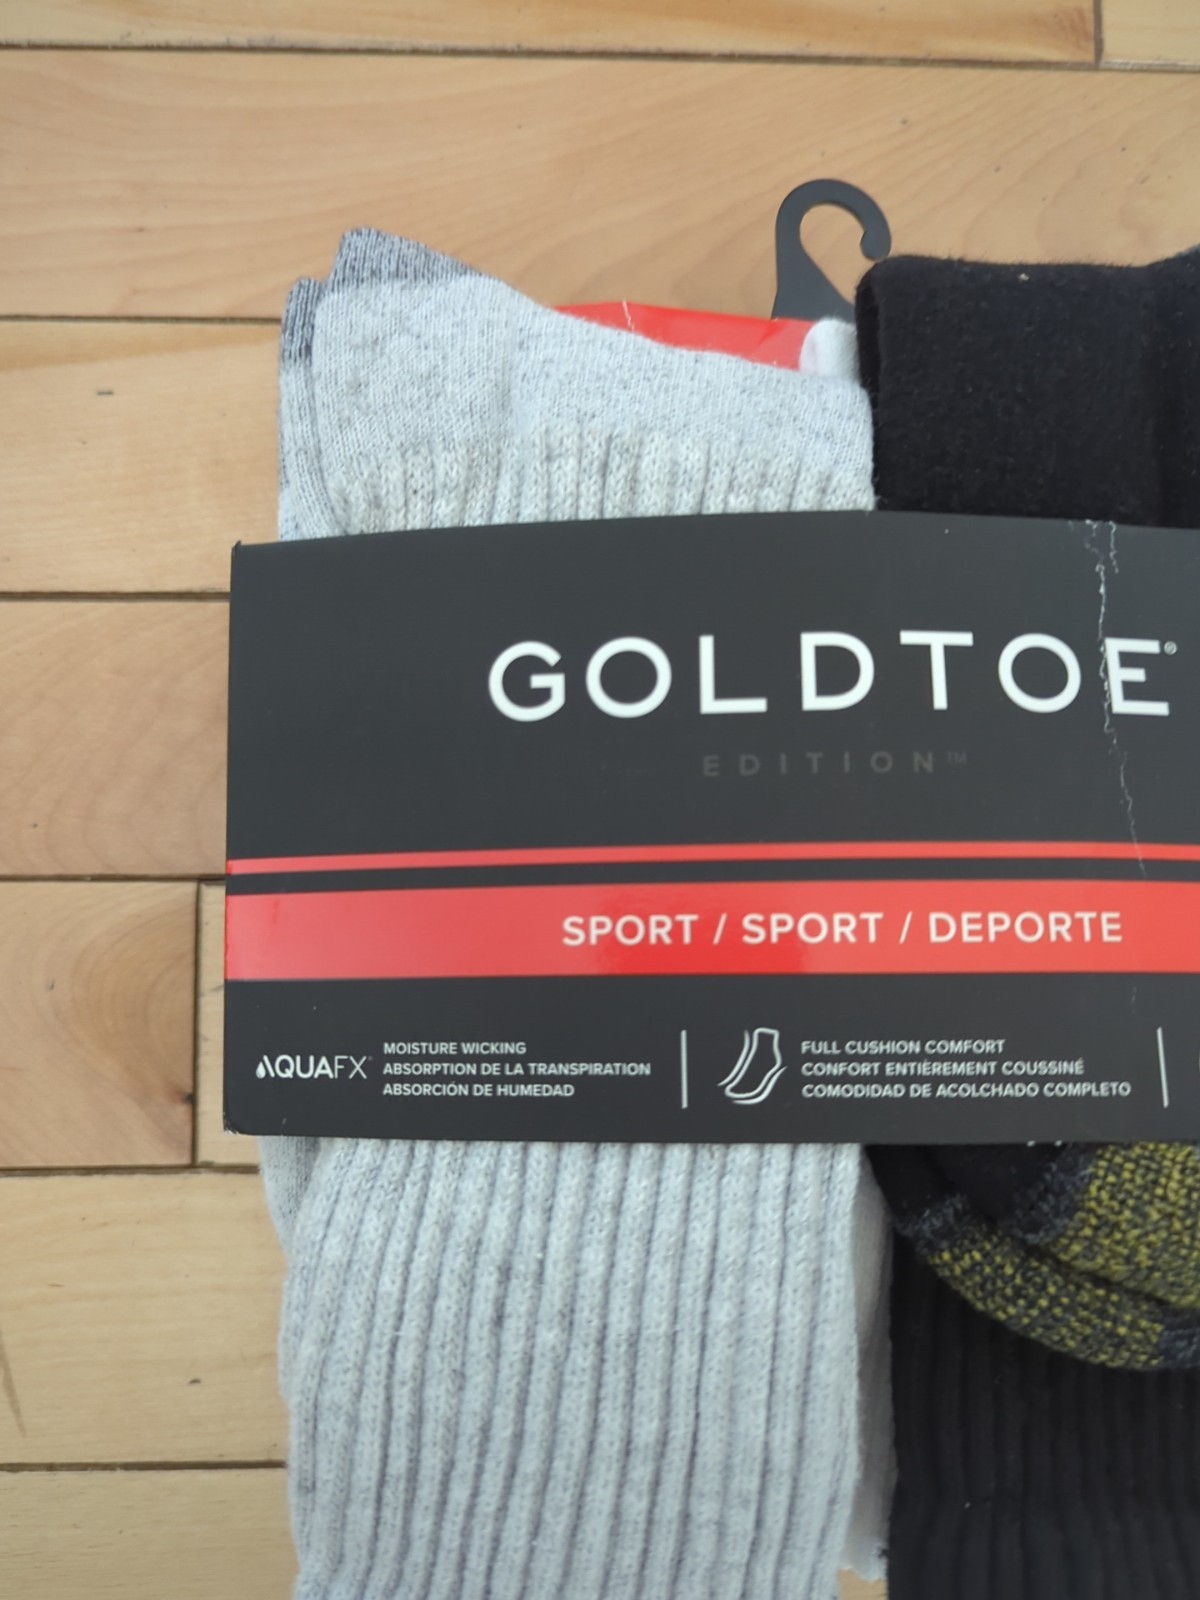 GOLDTOE®
EDITION™
SPORT / SPORT / DEPORTE
AQUAFX®
MOISTURE WICKING
ABSORPTION DE LA TRANSPIRATION
ABSORCIÓN DE HUMEDAD
FULL CUSHION COMFORT
CONFORT ENTIÈREMENT COUSSINÉ
COMODIDAD DE ACOLCHADO COMPLETO